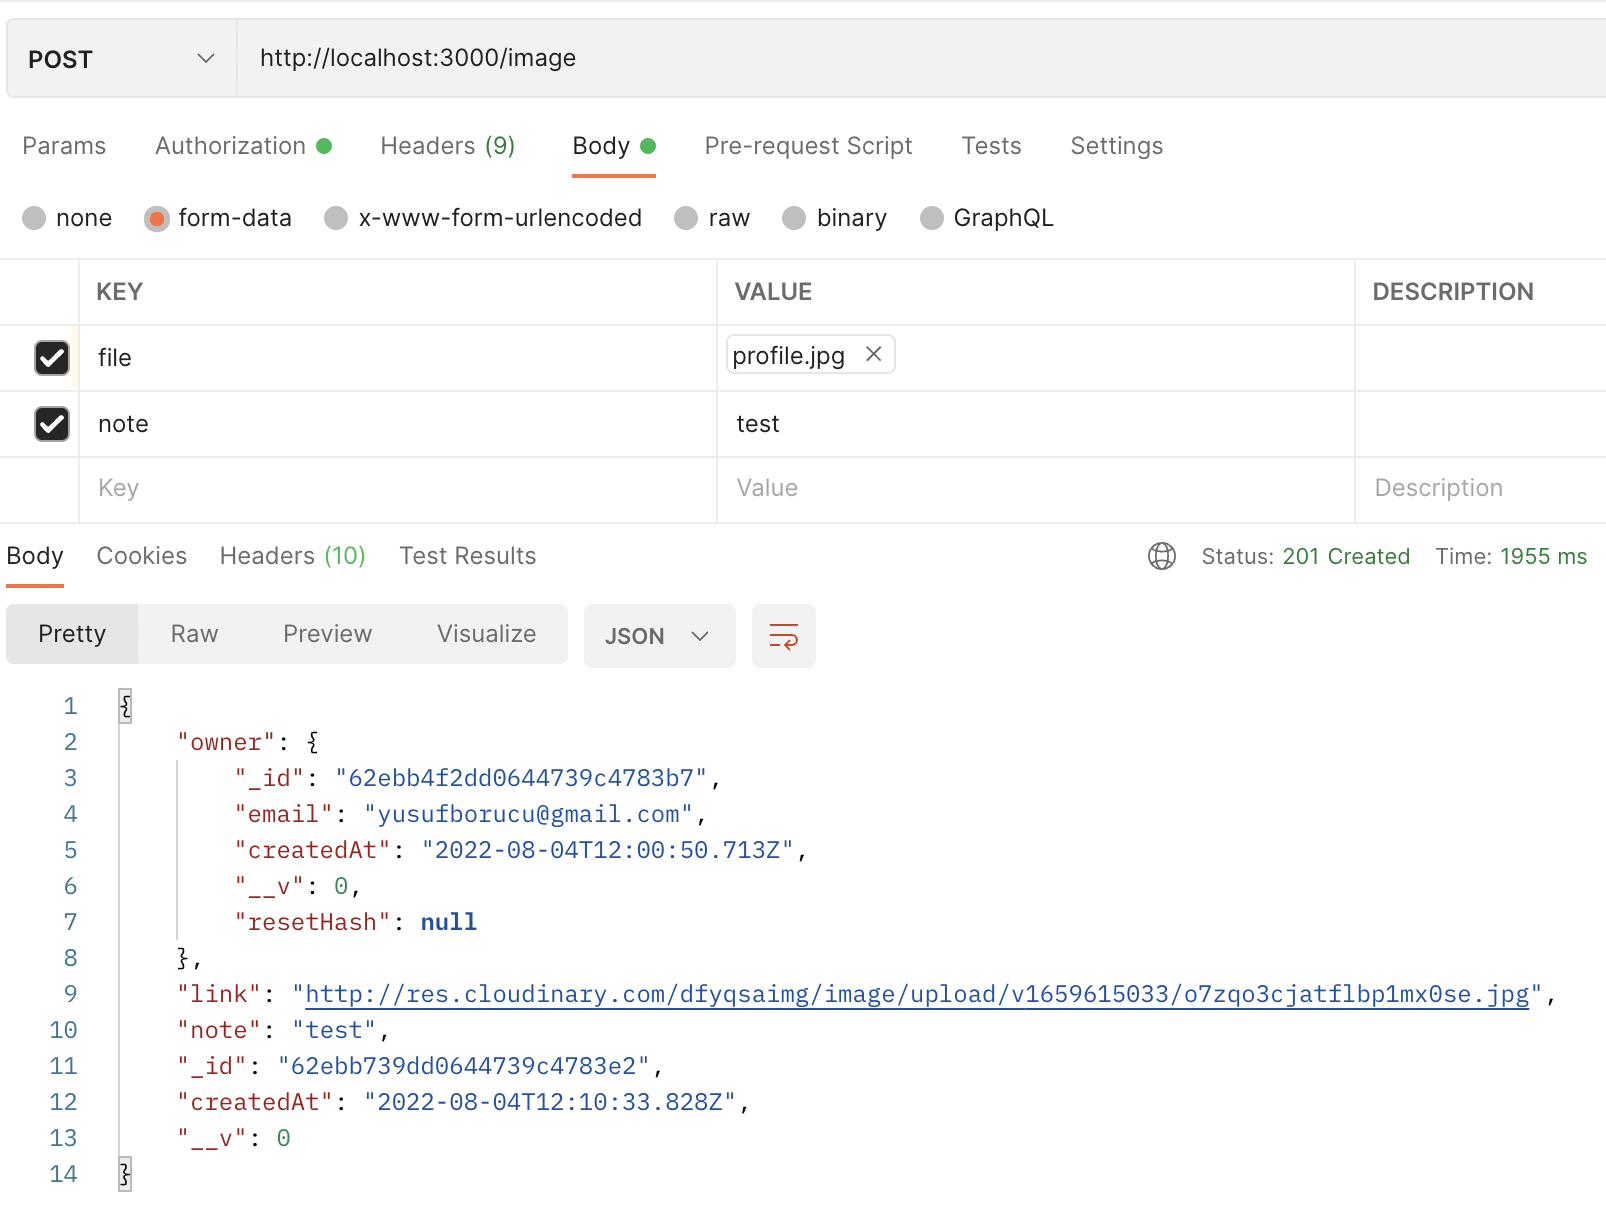 POST http://localhost:3000/image
Params Authorization Headers (9) Body Pre-request Script Tests Settings
none form-data x-www-form-urlencoded raw binary GraphQL
KEY VALUE DESCRIPTION
file profile.jpg
note test
Key Value Description
Body Cookies Headers (10) Test Results Status: 201 Created Time: 1955 ms
Pretty Raw Preview Visualize JSON
1 {
2 "owner": {
3 "_id": "62ebb4f2dd0644739c4783b7",
4 "email": "yusufborucu@gmail.com",
5 "createdAt": "2022-08-04T12:00:50.713Z",
6 "__v": 0,
7 "resetHash": null
8 },
9 "link": "http://res.cloudinary.com/dfyqsaimg/image/upload/v1659615033/o7zqo3cjatflbp1mx0se.jpg",
10 "note": "test",
11 "_id": "62ebb739dd0644739c4783e2",
12 "createdAt": "2022-08-04T12:10:33.828Z",
13 "__v": 0
14 }